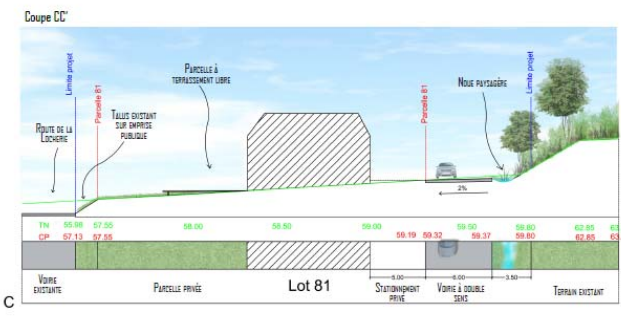 Coupe CC'
Limite projet
Parcelle 81
Parcelle à
terrassement libre
Talus existant
sur emprise
publique
Route de la
Locherie
Parcelle 81
Noue paysagère
Limite projet
2%
TN 57.55 58.00 58.50 59.00 59.50 59.80 62.85 63
CP 57.13 57.55 59.19 59.32 59.37 59.80 62.85 63
5.00 6.00 3.50
Voirie
existante
Parcelle privée
Lot 81
Stationnement
privé
Voirie à double
sens
Terrain existant
C